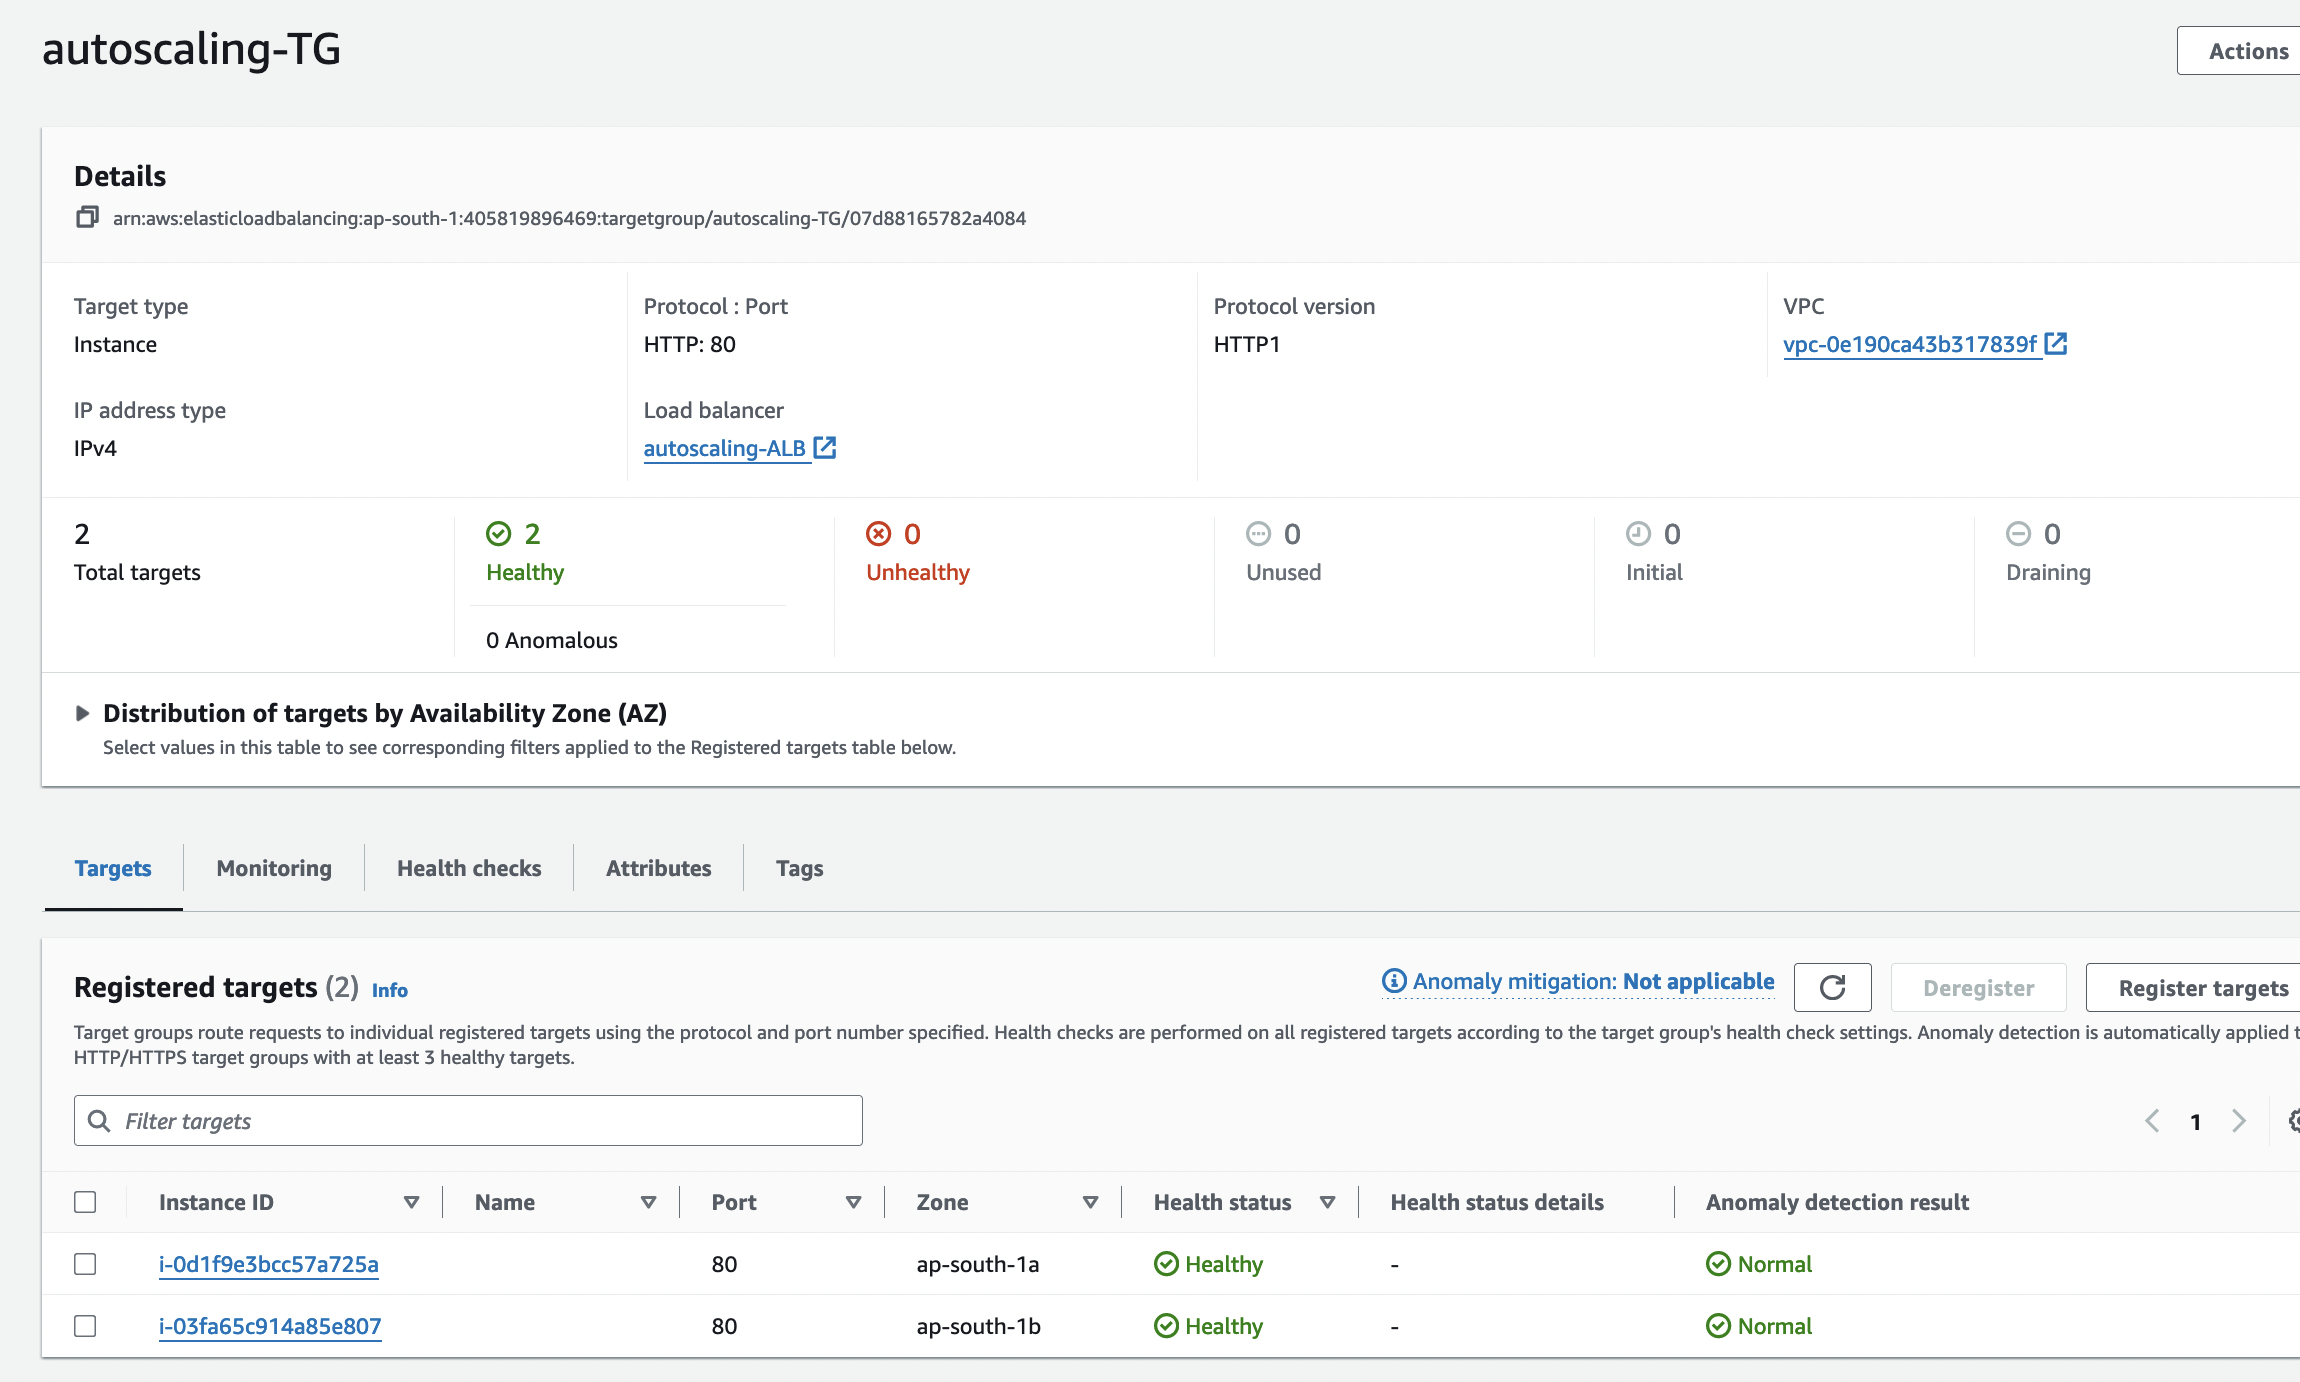 autoscaling-TG
Actions
Details
arn:aws:elasticloadbalancing:ap-south-1:405819896469:targetgroup/autoscaling-TG/07d88165782a4084
Target type
Instance
Protocol : Port
HTTP: 80
Protocol version
HTTP1
VPC
vpc-0e190ca43b317839f
IP address type
IPv4
Load balancer
autoscaling-ALB
2
Total targets
2
Healthy
0 Anomalous
0
Unhealthy
0
Unused
0
Initial
0
Draining
Distribution of targets by Availability Zone (AZ)
Select values in this table to see corresponding filters applied to the Registered targets table below.
Targets Monitoring Health checks Attributes Tags
Registered targets (2) Info
Anomaly mitigation: Not applicable
Deregister
Register targets
Target groups route requests to individual registered targets using the protocol and port number specified. Health checks are performed on all registered targets according to the target group's health check settings. Anomaly detection is automatically applied t
HTTP/HTTPS target groups with at least 3 healthy targets.
Filter targets
1
Instance ID Name Port Zone Health status Health status details Anomaly detection result
i-0d1f9e3bcc57a725a 80 ap-south-1a Healthy - Normal
i-03fa65c914a85e807 80 ap-south-1b Healthy - Normal